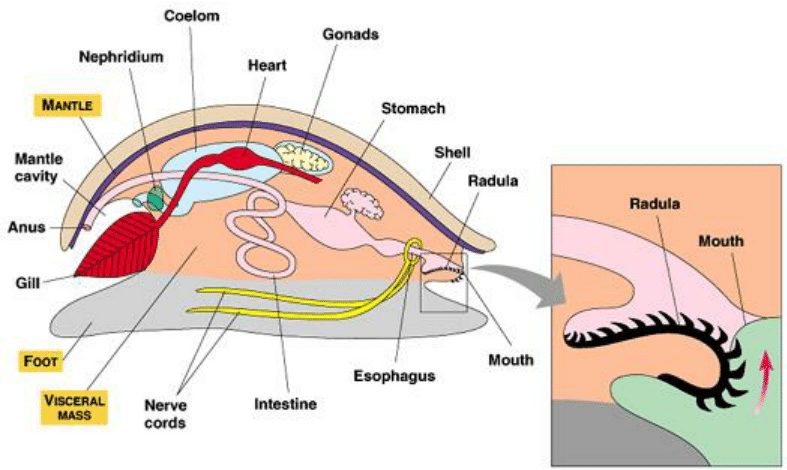 Coelom
Gonads
Nephridium
Heart
MANTLE
Stomach
Mantle
cavity
Shell
Radula
Anus
Gill
FOOT
VISCERAL
MASS
Nerve
cords
Intestine
Esophagus
Mouth
Radula
Mouth